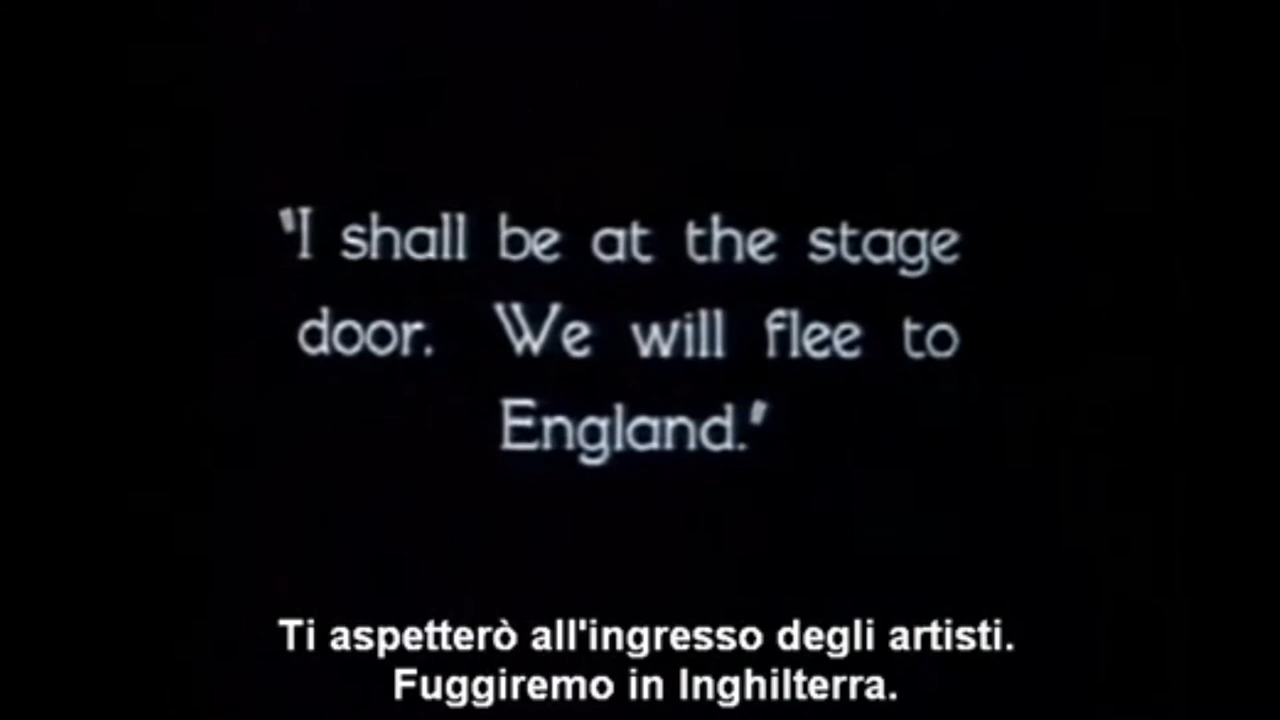 "I shall be at the stage
door. We will flee to
England."
Ti aspetterò all'ingresso degli artisti.
Fuggiremo in Inghilterra.